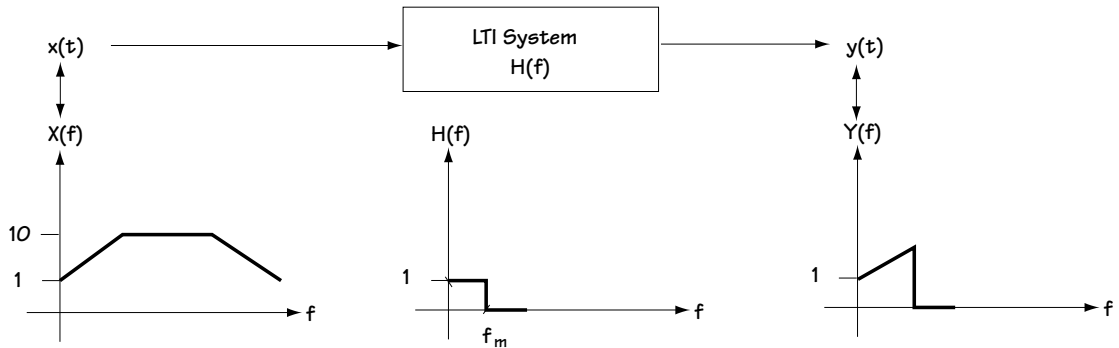 x(t)
LTI System
H(f)
y(t)
X(f)
H(f)
Y(f)
10
1
1
1
f
f
f
f_m